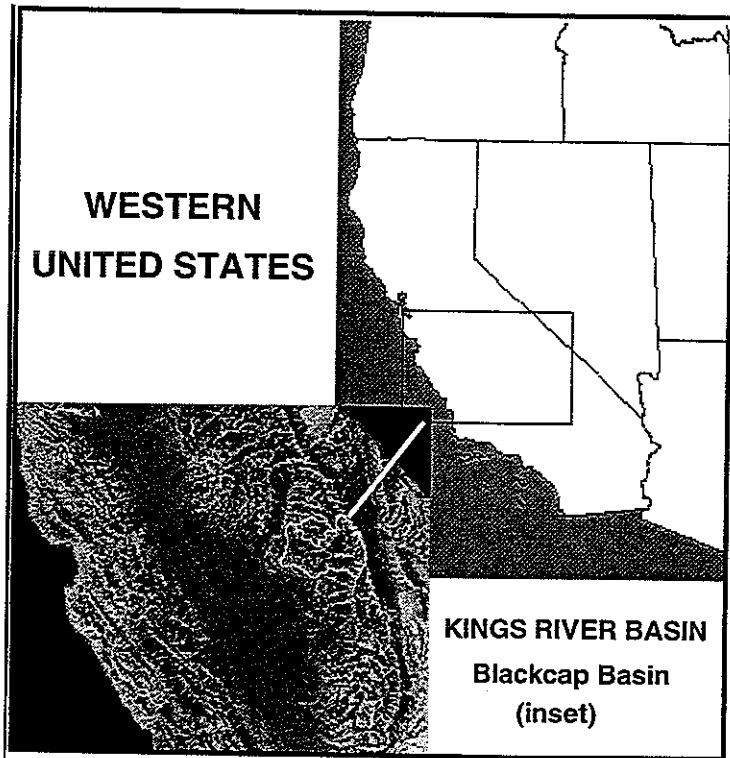 WESTERN
UNITED STATES
KINGS RIVER BASIN
Blackcap Basin
(inset)